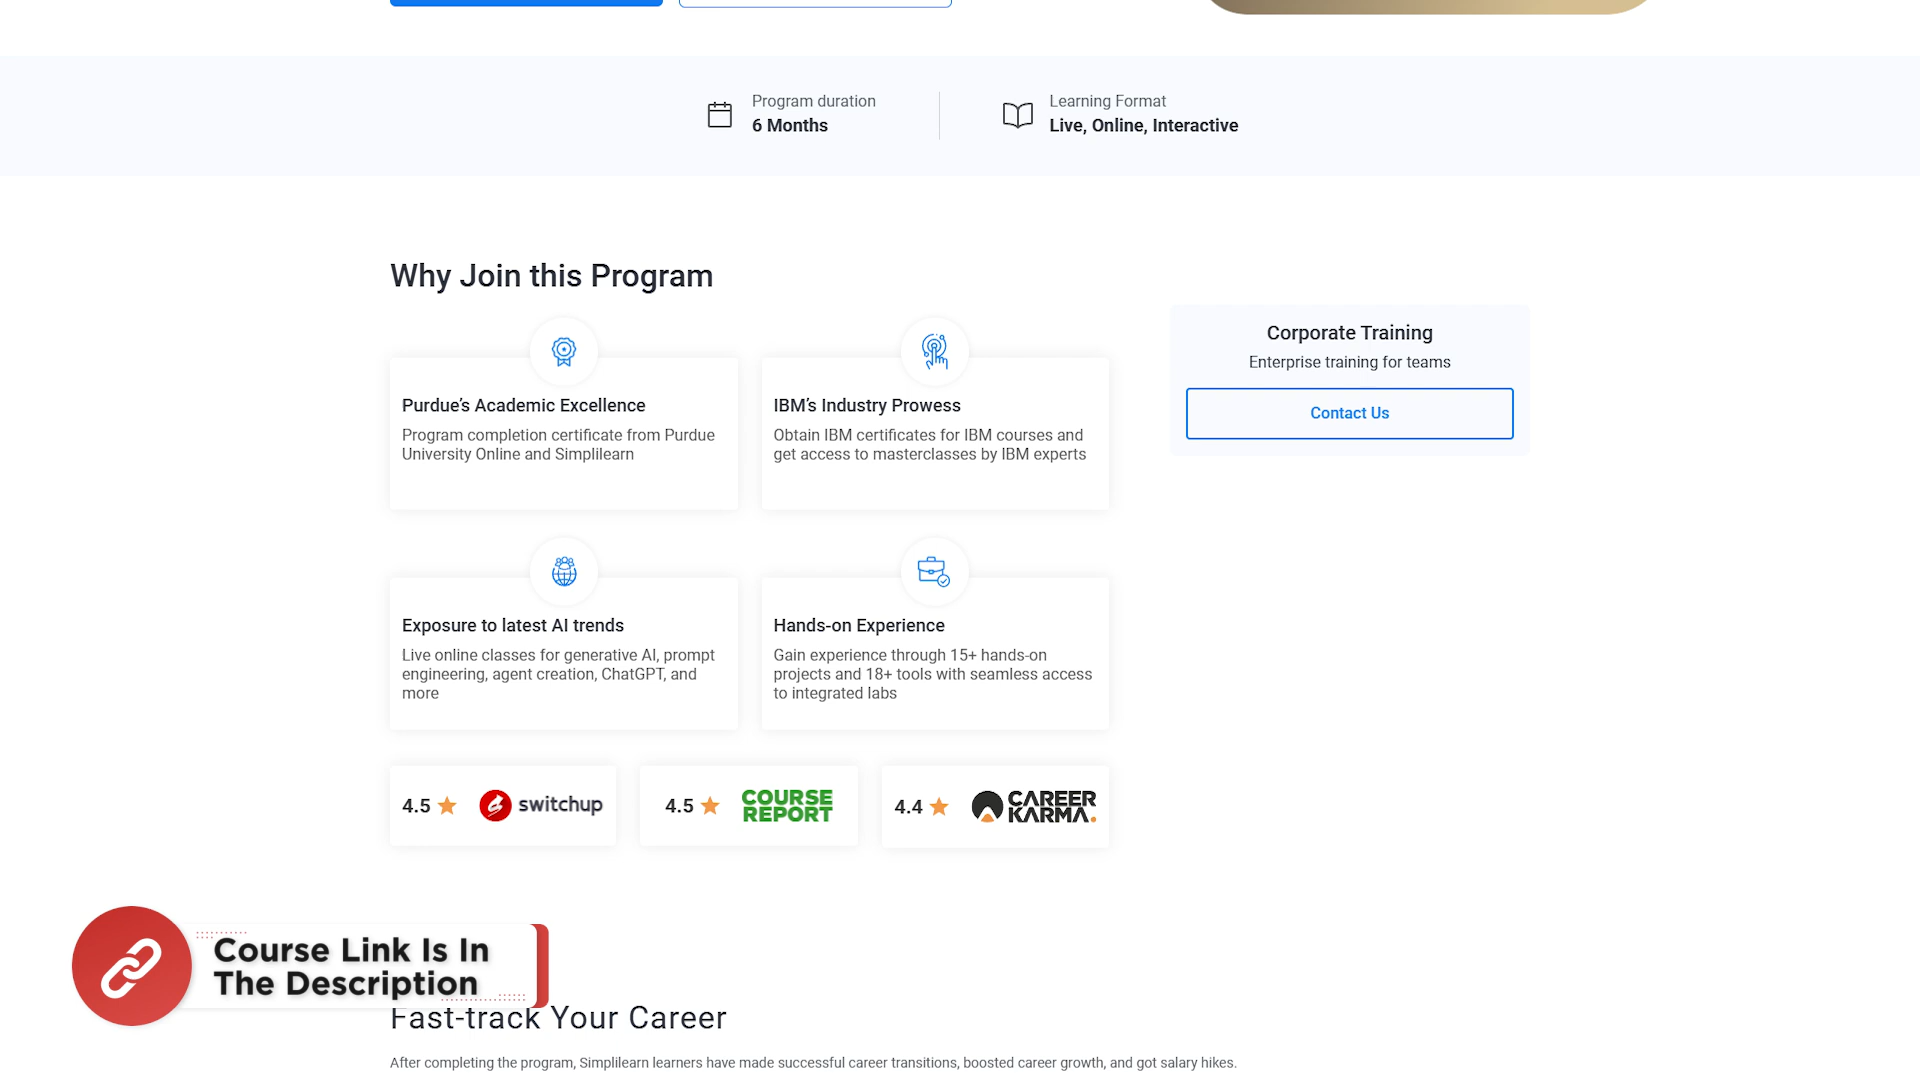 Program duration
6 Months
Learning Format
Live, Online, Interactive
Why Join this Program
Purdue’s Academic Excellence
Program completion certificate from Purdue
University Online and Simplilearn
IBM’s Industry Prowess
Obtain IBM certificates for IBM courses and
get access to masterclasses by IBM experts
Corporate Training
Enterprise training for teams
Contact Us
Exposure to latest AI trends
Live online classes for generative AI, prompt
engineering, agent creation, ChatGPT, and
more
Hands-on Experience
Gain experience through 15+ hands-on
projects and 18+ tools with seamless access
to integrated labs
4.5
switchup
4.5
COURSE
REPORT
4.4
CAREER
KARMA.
Course Link Is In
The Description
Fast-track Your Career
After completing the program, Simplilearn learners have made successful career transitions, boosted career growth, and got salary hikes.